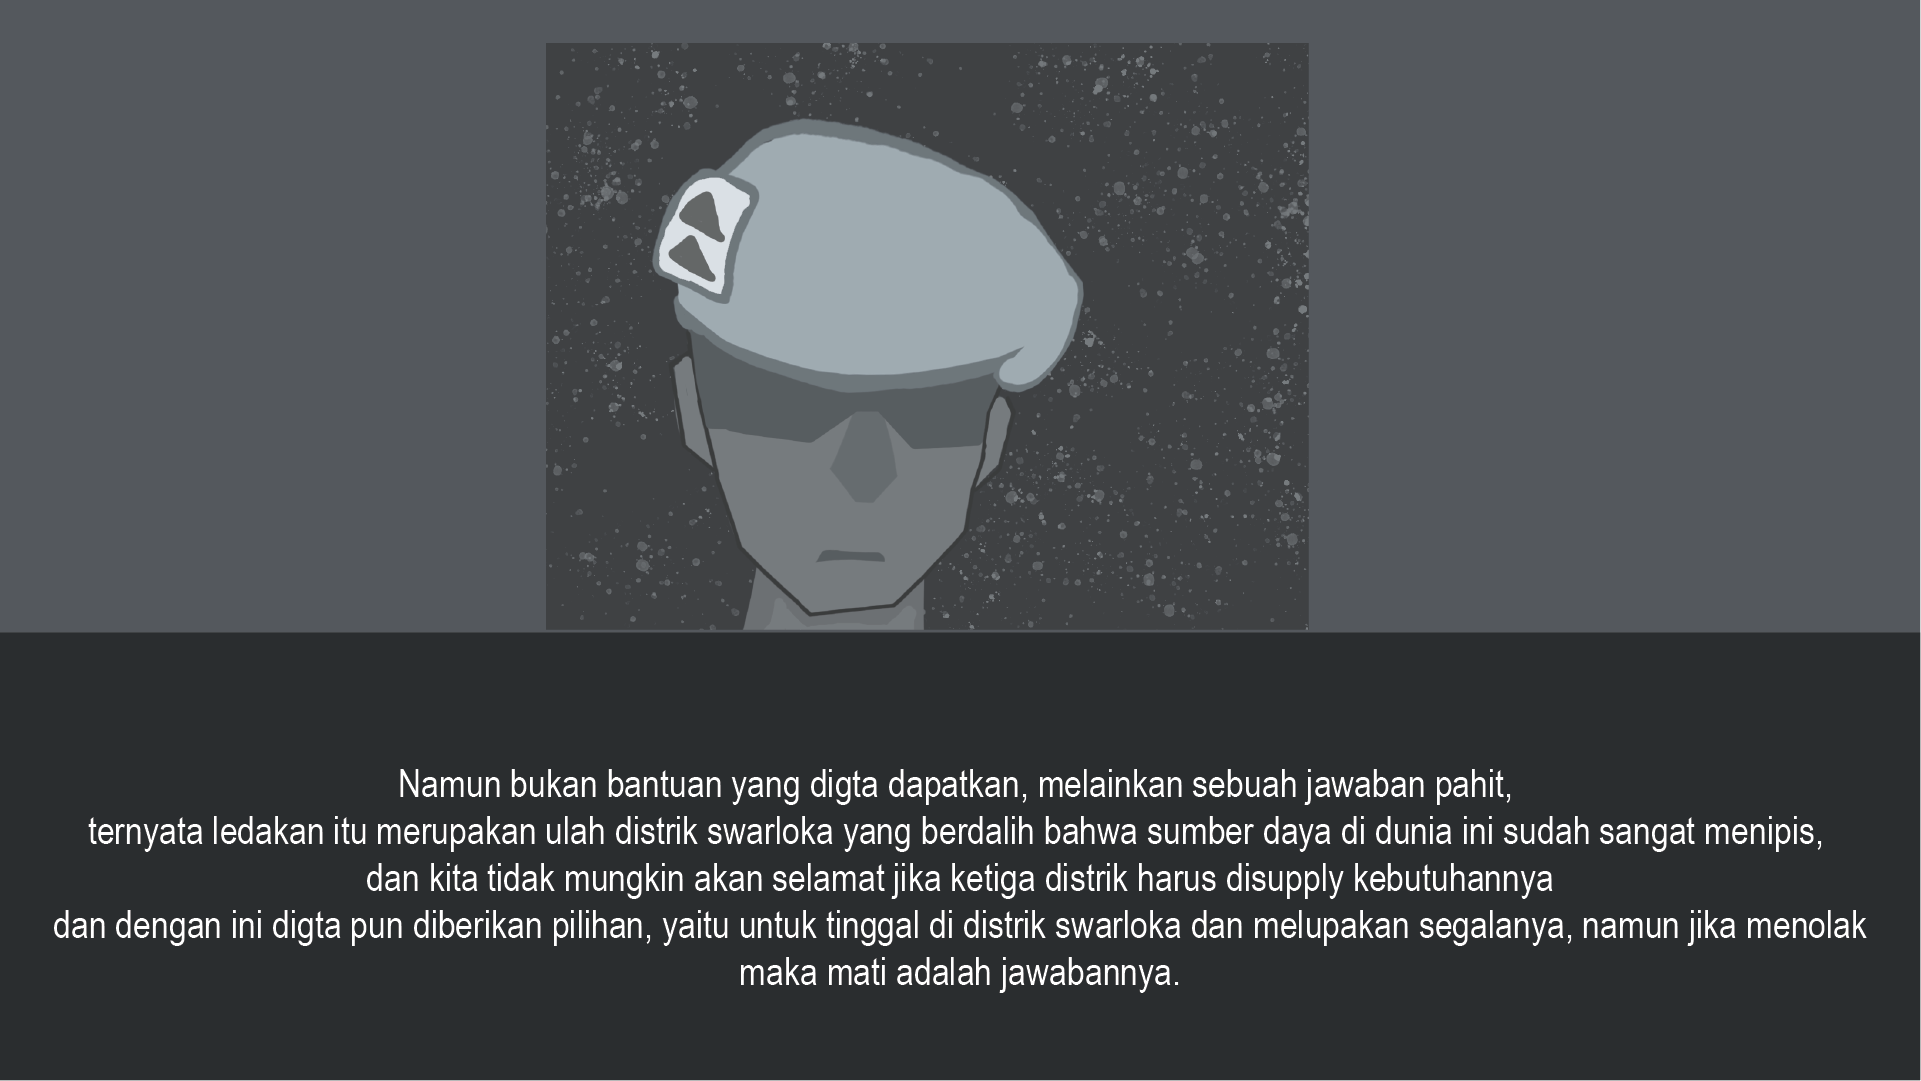 Namun bukan bantuan yang digta dapatkan, melainkan sebuah jawaban pahit,
ternyata ledakan itu merupakan ulah distrik swarloka yang berdalih bahwa sumber daya di dunia ini sudah sangat menipis,
dan kita tidak mungkin akan selamat jika ketiga distrik harus disupply kebutuhannya
dan dengan ini digta pun diberikan pilihan, yaitu untuk tinggal di distrik swarloka dan melupakan segalanya, namun jika menolak
maka mati adalah jawabannya.